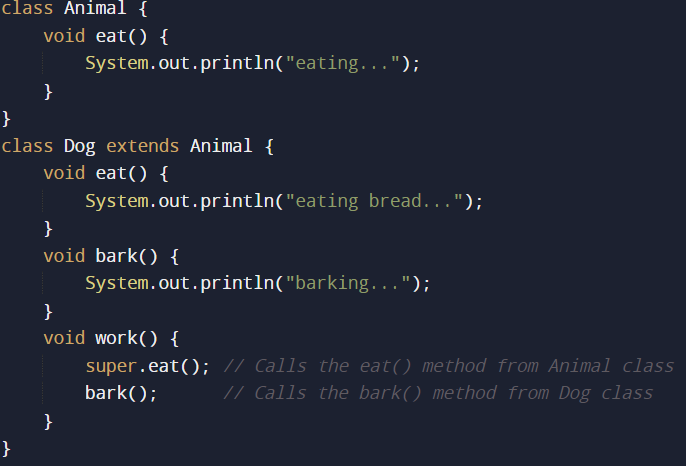 class Animal {
    void eat() {
        System.out.println("eating...");
    }
}
class Dog extends Animal {
    void eat() {
        System.out.println("eating bread...");
    }
    void bark() {
        System.out.println("barking...");
    }
    void work() {
        super.eat(); // Calls the eat() method from Animal class
        bark();      // Calls the bark() method from Dog class
    }
}